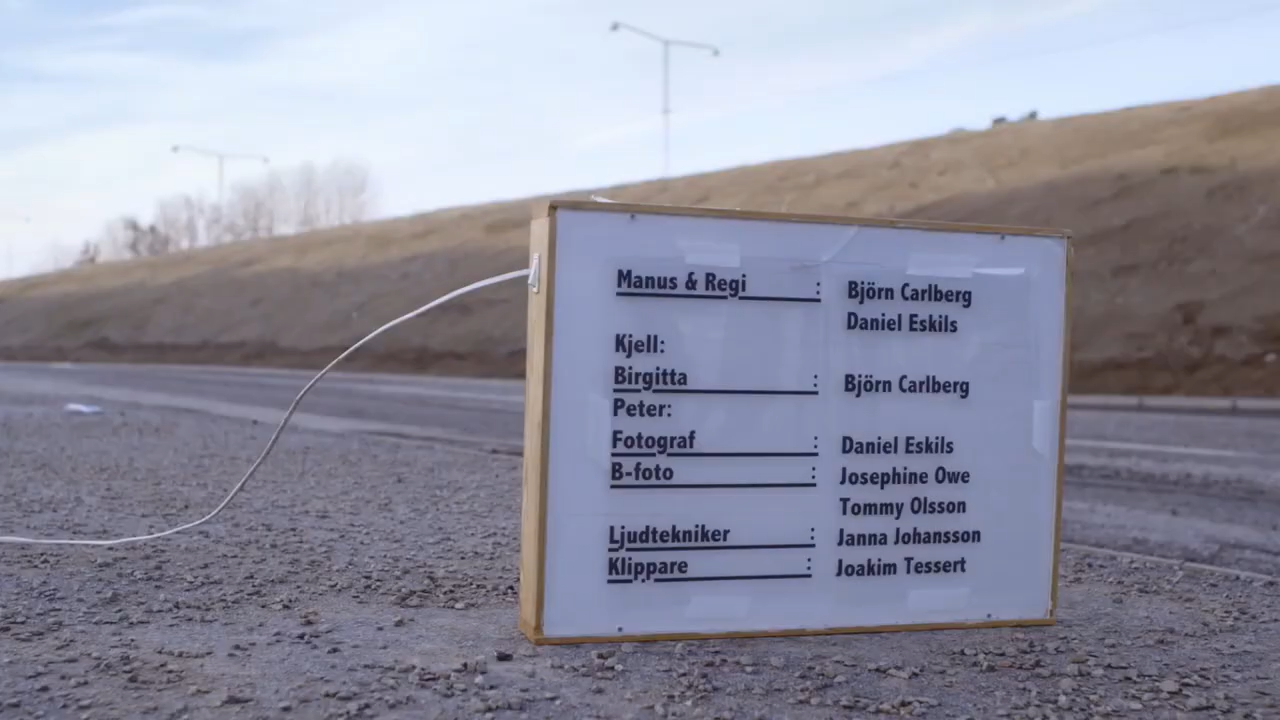 Manus & Regi : Björn Carlberg
Daniel Eskils
Kjell:
Birgitta : Björn Carlberg
Peter:
Fotograf : Daniel Eskils
B-foto : Josephine Owe
Tommy Olsson
Ljudtekniker : Janna Johansson
Klippare : Joakim Tessert